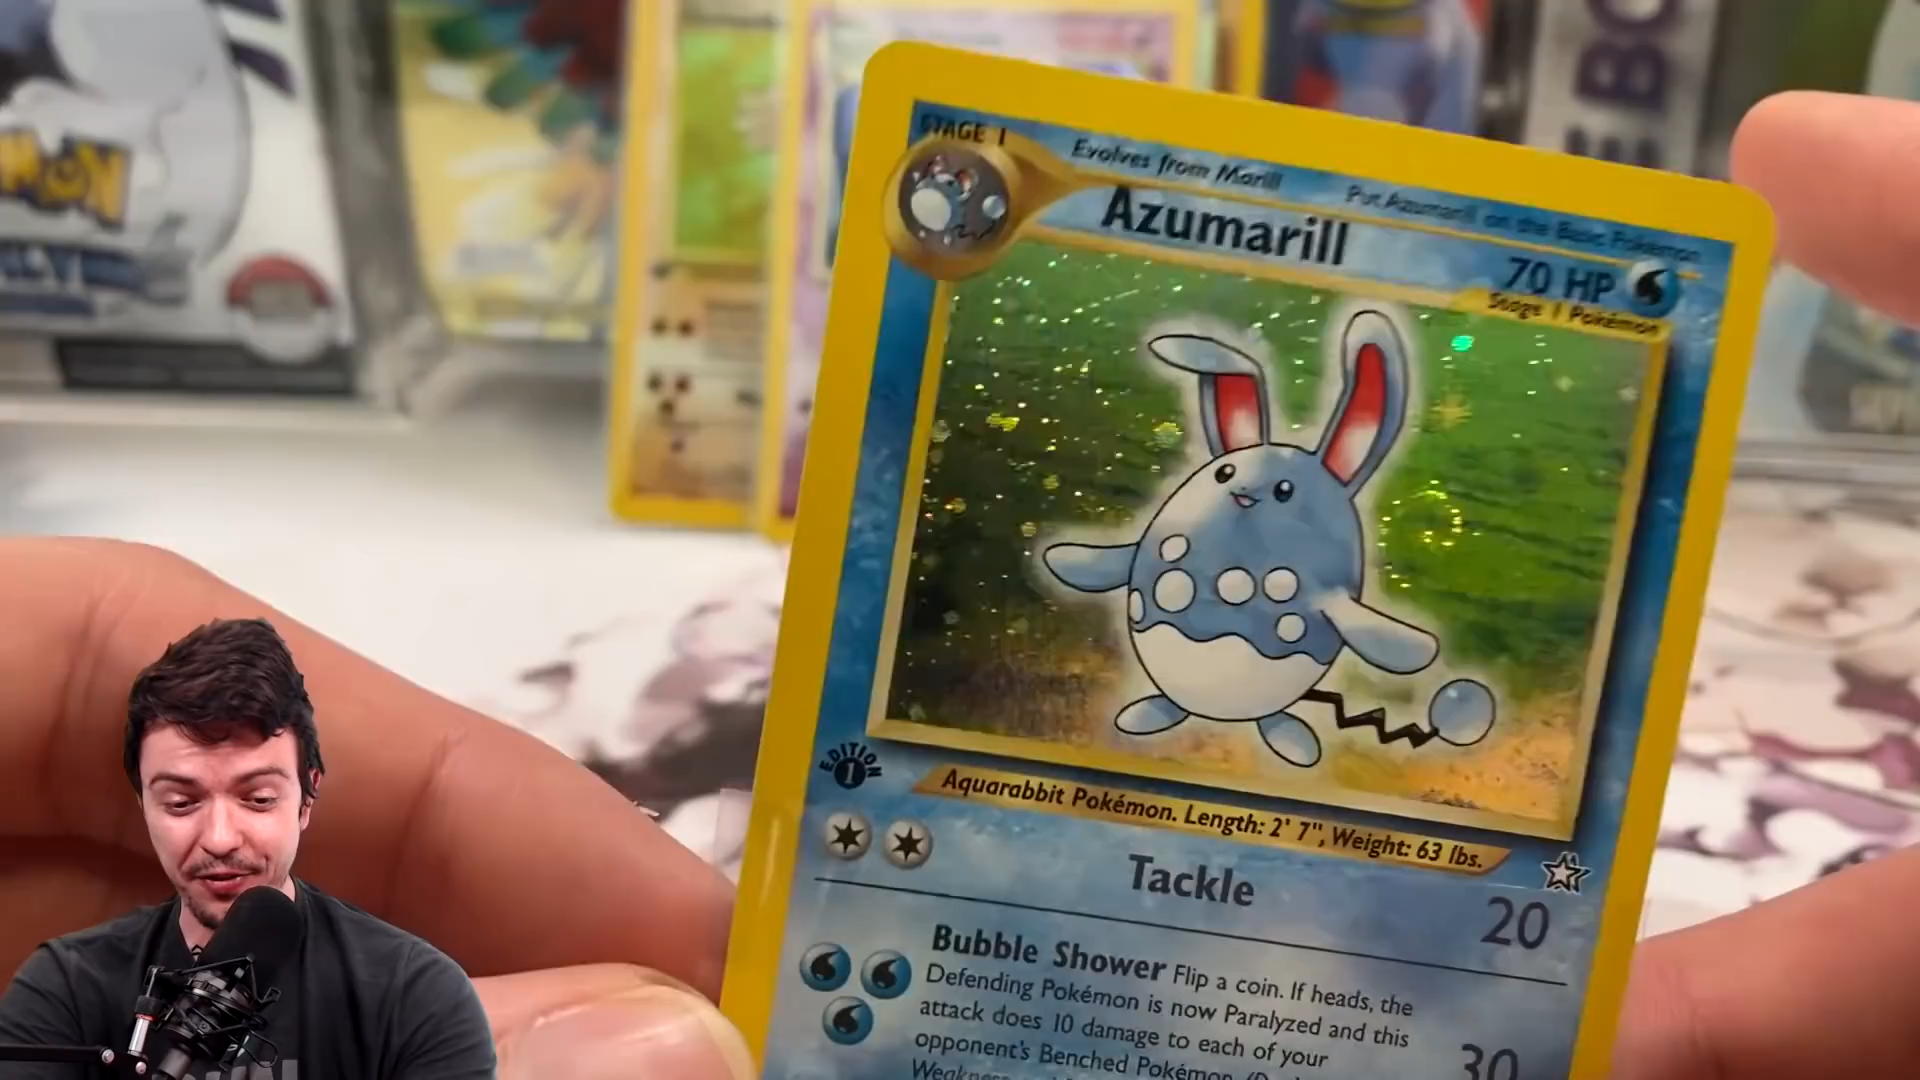 STAGE 1
Evolves from Marill
Put Azumarill on the Basic Pokémon
Azumarill
70 HP
Stage 1 Pokémon
EDITION
1
Aquarabbit Pokémon. Length: 2' 7", Weight: 63 lbs.
Tackle
20
Bubble Shower Flip a coin. If heads, the
Defending Pokémon is now Paralyzed and this
attack does 10 damage to each of your
opponent's Benched Pokémon.
30
Weakness